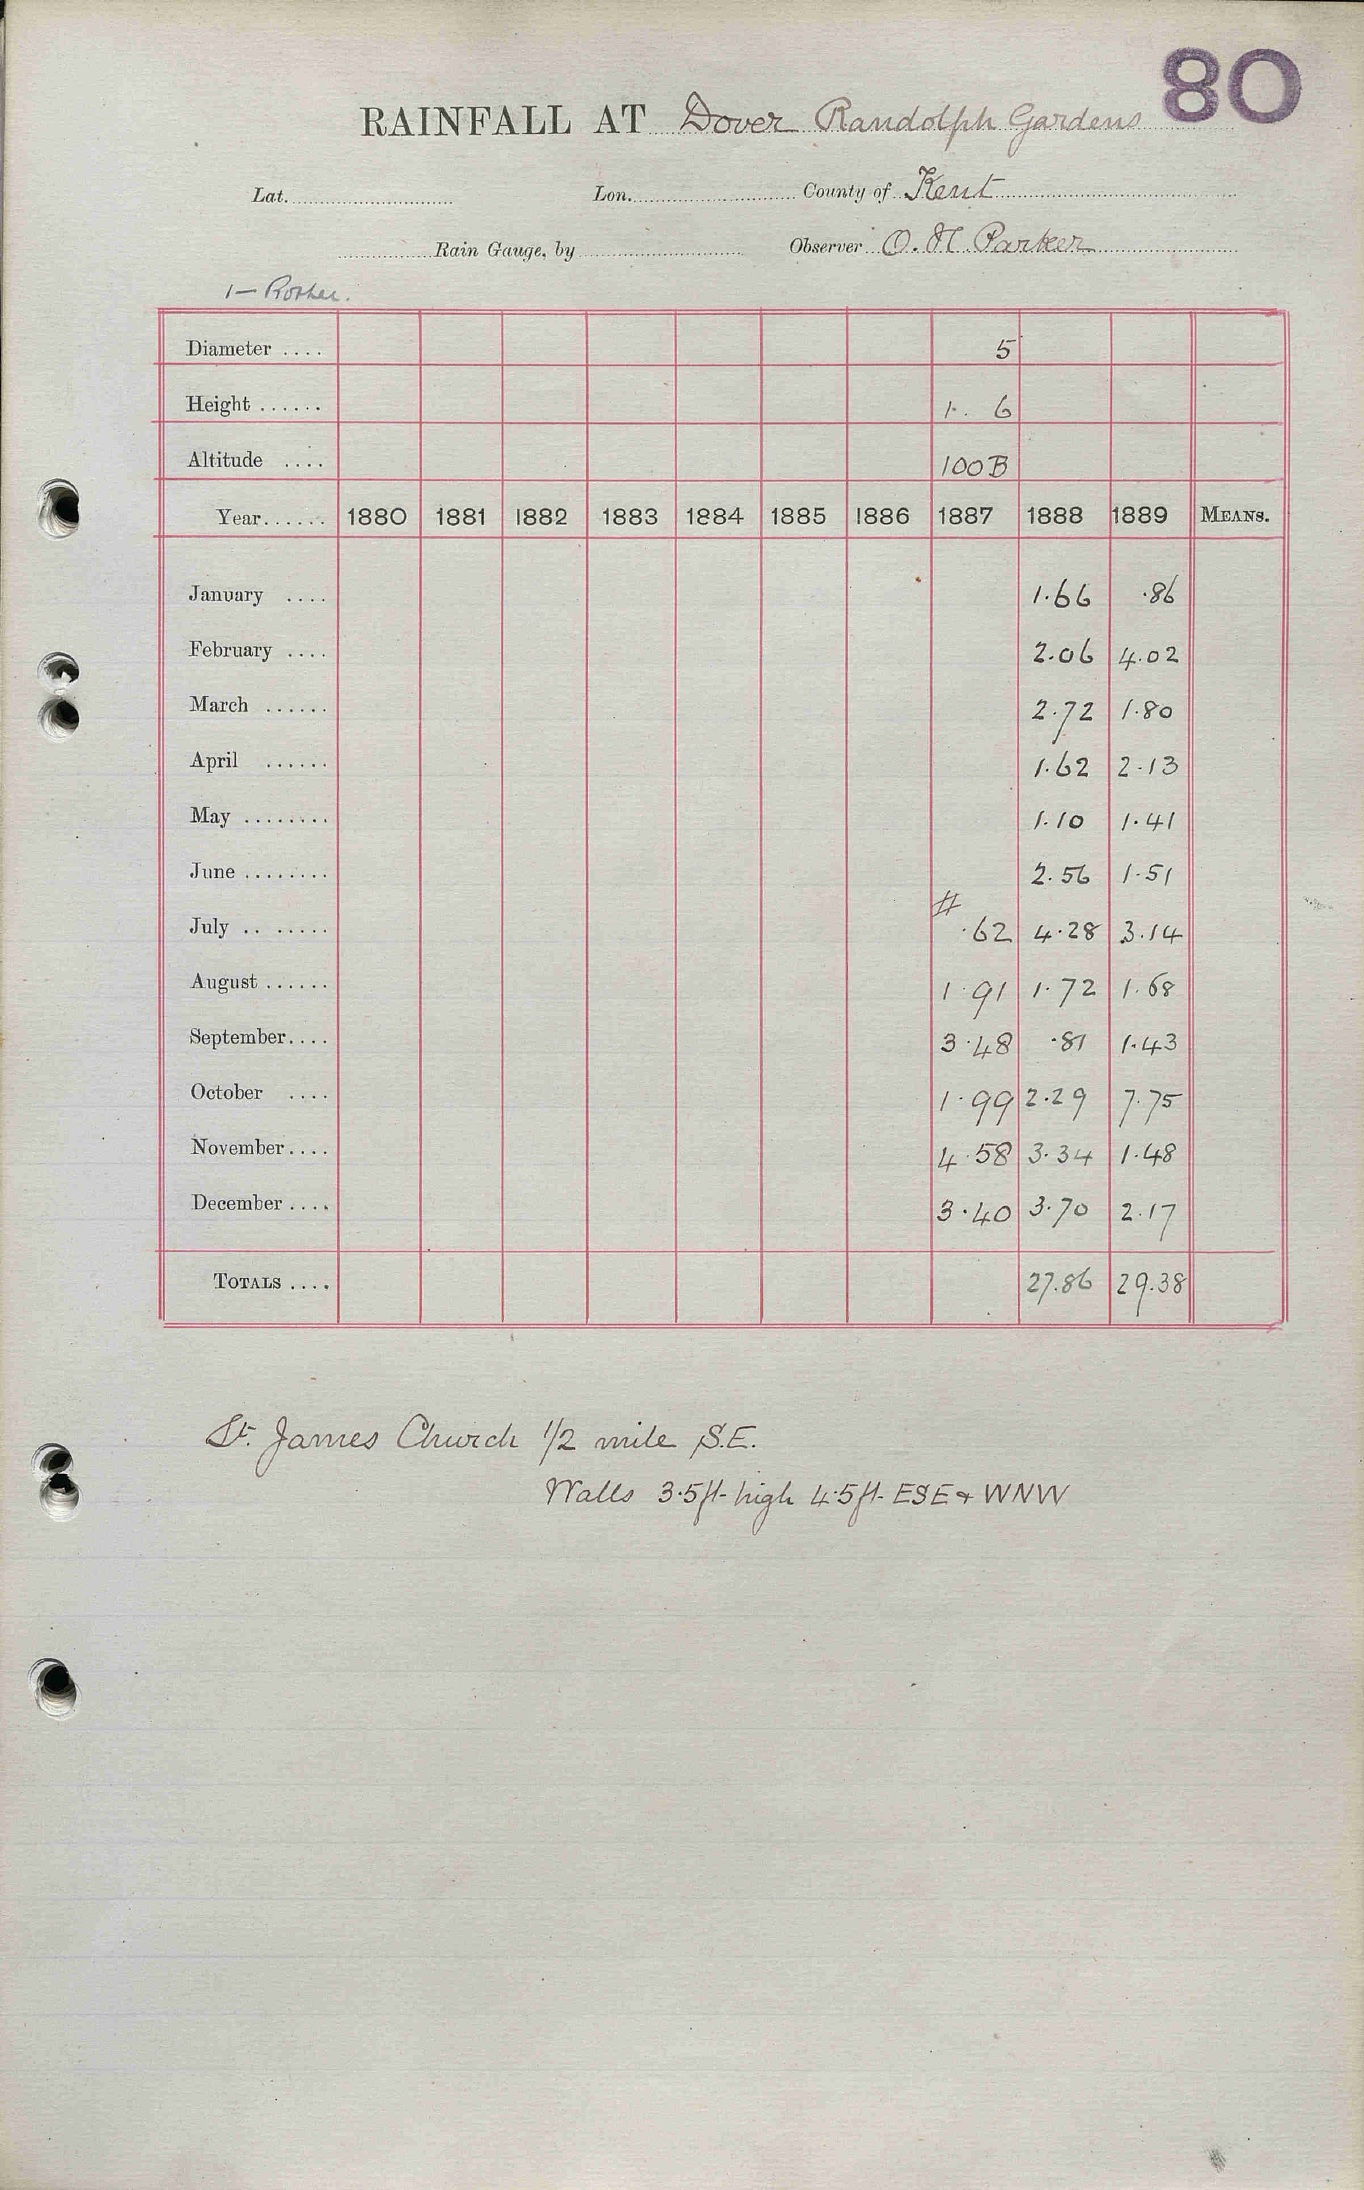 80
RAINFALL AT Dover Randolph Gardens
Lat. Lon. County of Kent
Rain Gauge, by Observer O. H. Parker
1— Rother.
Diameter .... 5
Height ...... 1. 6
Altitude .... 100B
Year...... 1880 1881 1882 1883 1884 1885 1886 1887 1888 1889 MEANS.
January .... 1.66 .86
February .... 2.06 4.02
March ...... 2.72 1.80
April ...... 1.62 2.13
May ........ 1.10 1.41
June ........ 2.56 1.51
July .. ..... # .62 4.28 3.14
August ...... 1.91 1.72 1.68
September.... 3.48 .81 1.43
October .... 1.99 2.29 7.75
November.... 4.58 3.34 1.48
December .... 3.40 3.70 2.17
TOTALS .... 27.86 29.38
St. James Church 1/2 mile S.E.
Walls 3.5ft. high 4.5ft. ESE & WNW